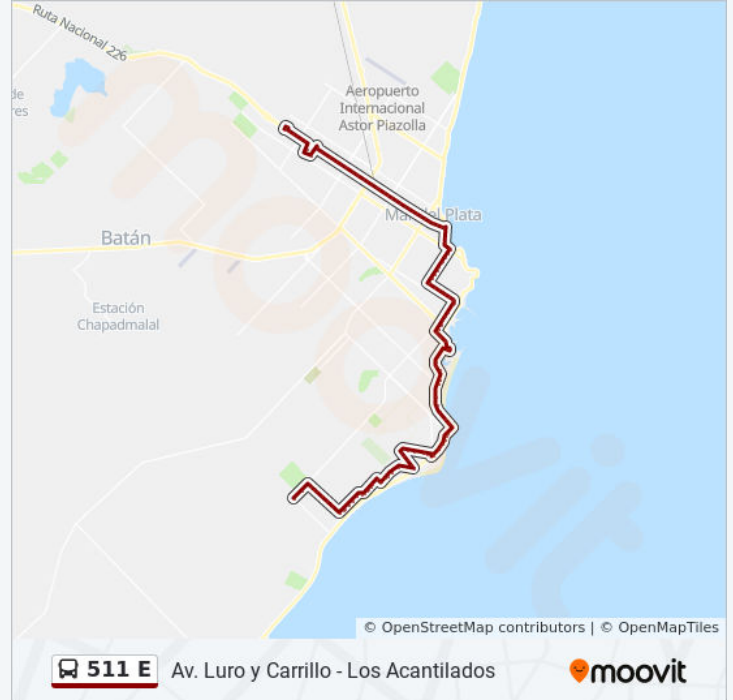 Ruta Nacional 226
de
res
Aeropuerto
Internacional
Astor Piazolla
Mar del Plata
Batán
Estación
Chapadmalal
moovit
© OpenStreetMap contributors | © OpenMapTiles
511 E
Av. Luro y Carrillo - Los Acantilados
moovit